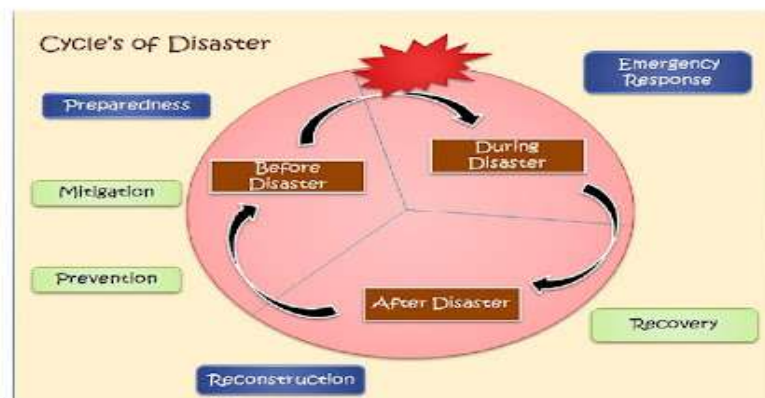 Cycle's of Disaster
Emergency
Response
Preparedness
During
Disaster
Before
Disaster
Mitigation
Prevention
After Disaster
Recovery
Reconstruction